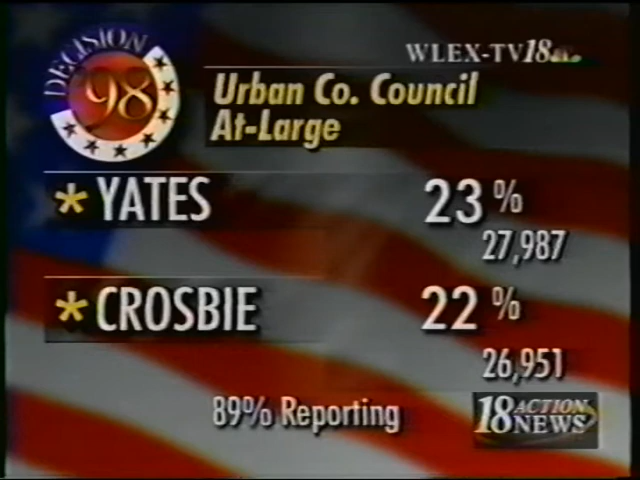 DECISION '98
WLEX-TV18
Urban Co. Council
At-Large
* YATES 23%
27,987
* CROSBIE 22%
26,951
89% Reporting
18 ACTION NEWS